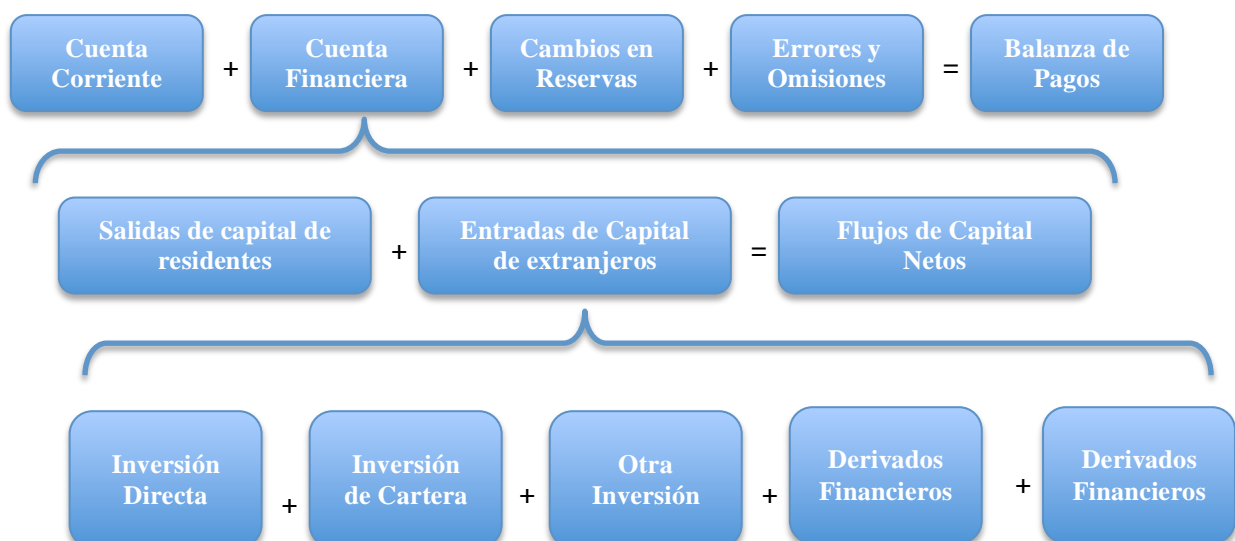 Cuenta
Corriente
+
Cuenta
Financiera
+
Cambios en
Reservas
+
Errores y
Omisiones
=
Balanza de
Pagos
Salidas de capital de
residentes
+
Entradas de Capital
de extranjeros
=
Flujos de Capital
Netos
Inversión
Directa
+
Inversión
de Cartera
+
Otra
Inversión
+
Derivados
Financieros
+
Derivados
Financieros